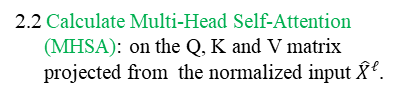 2.2 Calculate Multi-Head Self-Attention
(MHSA): on the Q, K and V matrix
projected from the normalized input X̂ℓ.